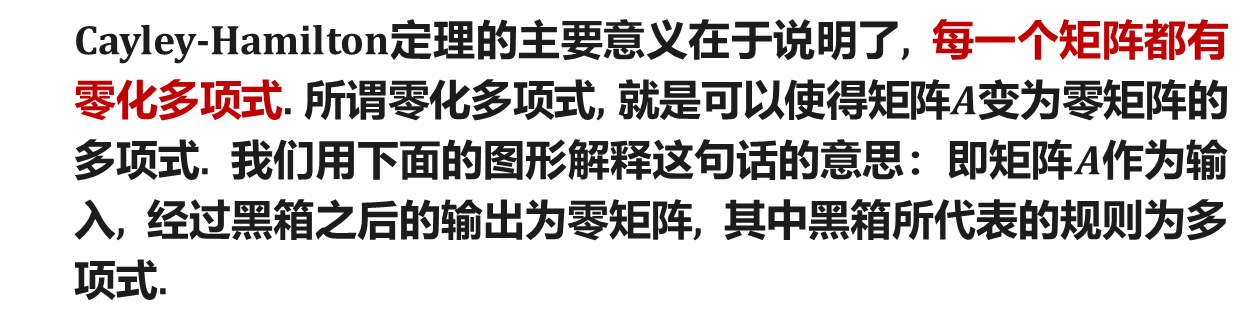 Cayley-Hamilton定理的主要意义在于说明了, 每一个矩阵都有
零化多项式. 所谓零化多项式, 就是可以使得矩阵A变为零矩阵的
多项式. 我们用下面的图形解释这句话的意思：即矩阵A作为输
入, 经过黑箱之后的输出为零矩阵, 其中黑箱所代表的规则为多
项式.